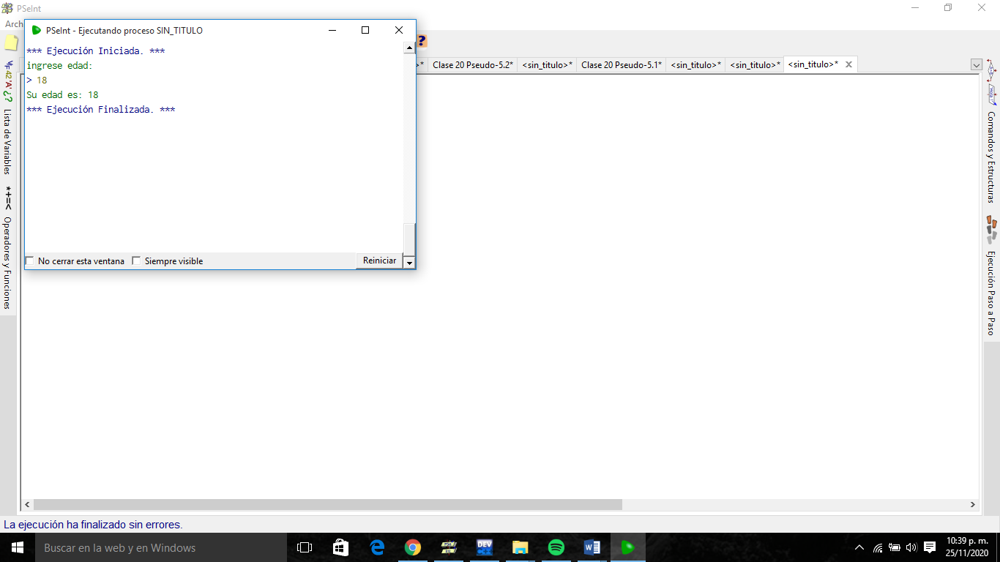 PSeInt
Arch
PSeInt - Ejecutando proceso SIN_TITULO
*** Ejecución Iniciada. ***
ingrese edad:
> 18
Su edad es: 18
*** Ejecución Finalizada. ***
No cerrar esta ventana
Siempre visible
Reiniciar
?
*
Clase 20 Pseudo-5.2*
<sin_titulo>*
Clase 20 Pseudo-5.1*
<sin_titulo>*
<sin_titulo>*
<sin_titulo>*
Lista de Variables
*+=<
Operadores y Funciones
Comandos y Estructuras
Ejecución Paso a Paso
La ejecución ha finalizado sin errores.
Buscar en la web y en Windows
DEV
10:39 p. m.
25/11/2020